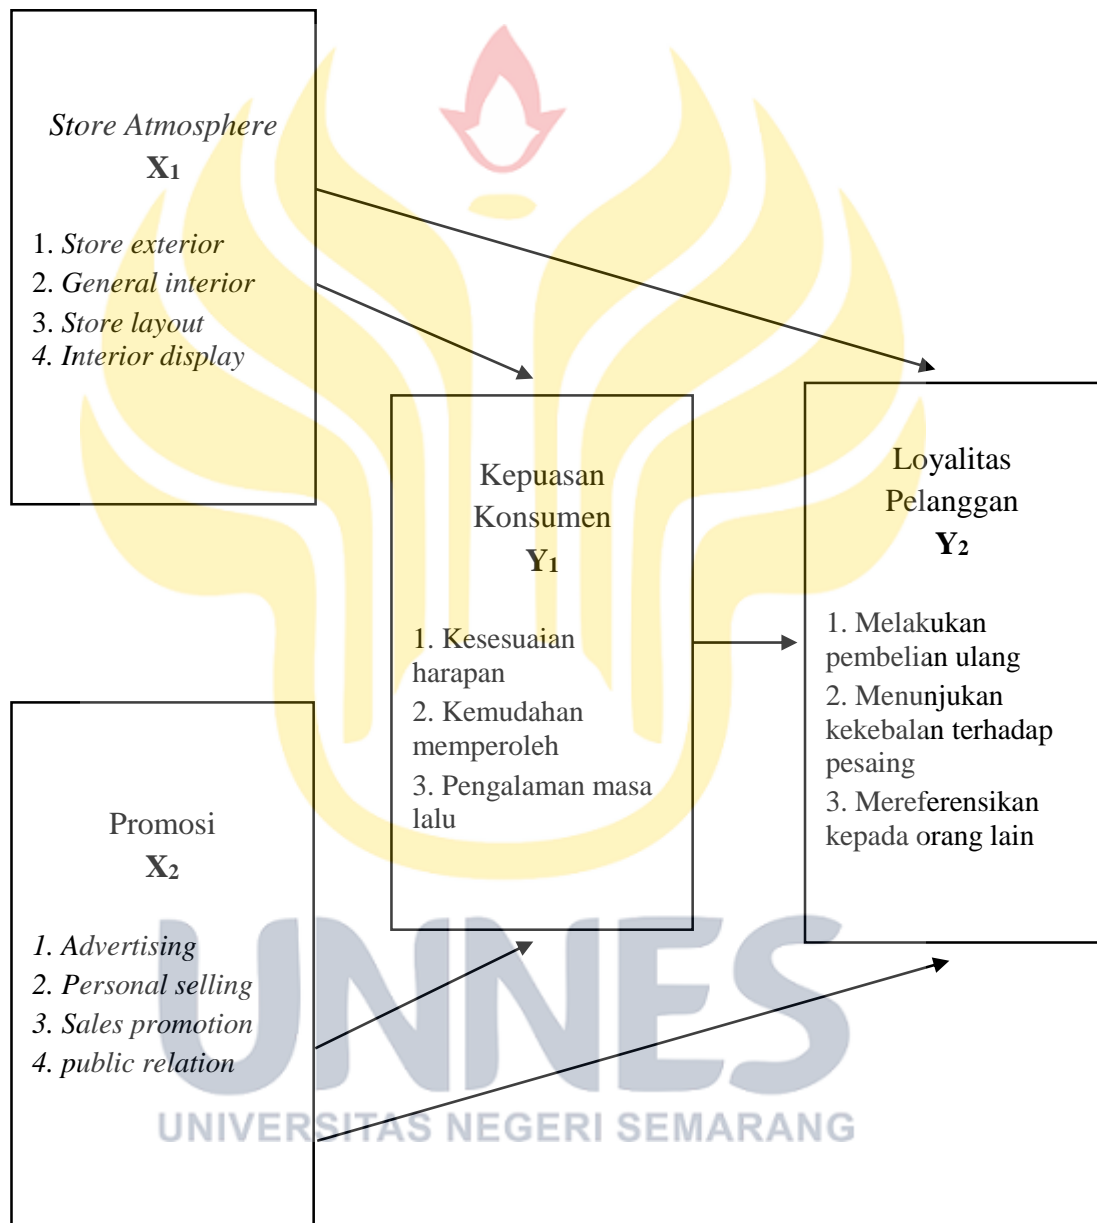 Store Atmosphere
X1
1. Store exterior
2. General interior
3. Store layout
4. Interior display
Kepuasan
Konsumen
Y1
1. Kesesuaian
harapan
2. Kemudahan
memperoleh
3. Pengalaman masa
lalu
Loyalitas
Pelanggan
Y2
1. Melakukan
pembelian ulang
2. Menunjukan
kekebalan terhadap
pesaing
3. Mereferensikan
kepada orang lain
Promosi
X2
1. Advertising
2. Personal selling
3. Sales promotion
4. public relation
UNNES
UNIVERSITAS NEGERI SEMARANG